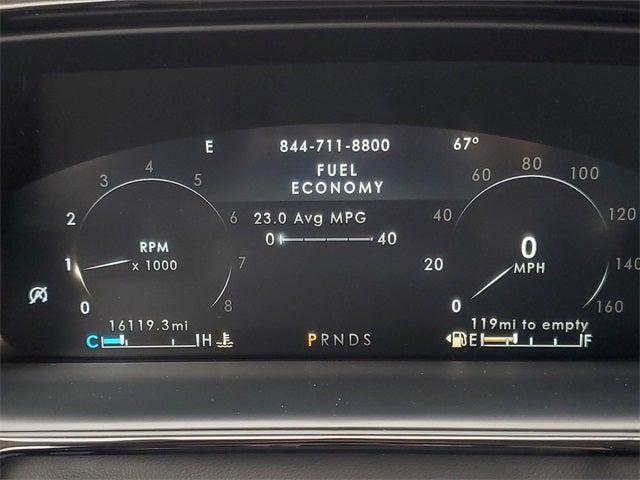 E 844-711-8800 67°
FUEL
ECONOMY
23.0 Avg MPG
0 40
0 1 2 3 4 5 6 7 8
RPM
x 1000
0 20 40 60 80 100 120 140 160
0
MPH
16119.3mi
C H
PRNDS
119mi to empty
E F